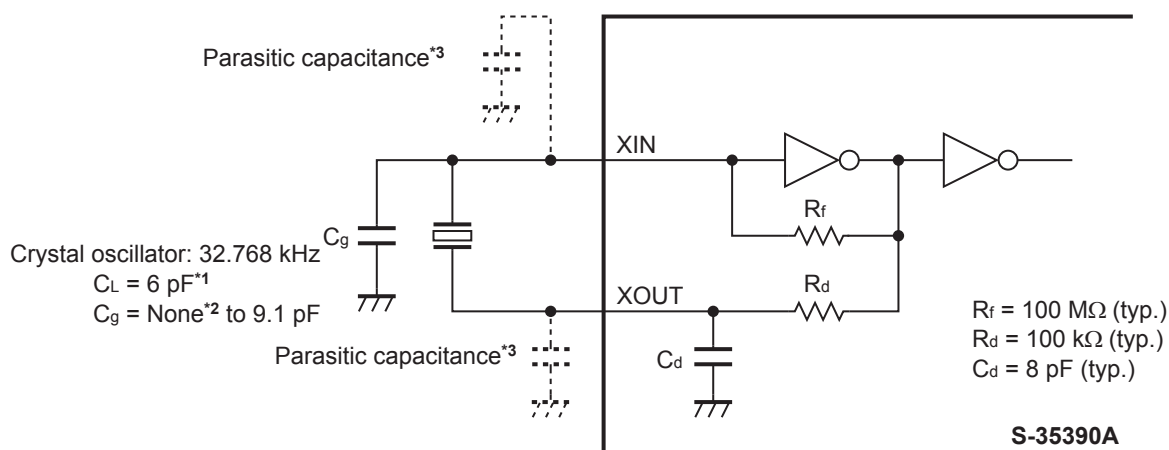 Parasitic capacitance*3
XIN
Rf
Cg
Crystal oscillator: 32.768 kHz
CL = 6 pF*1
Cg = None*2 to 9.1 pF
XOUT
Rd
Parasitic capacitance*3
Cd
Rf = 100 MΩ (typ.)
Rd = 100 kΩ (typ.)
Cd = 8 pF (typ.)
S-35390A